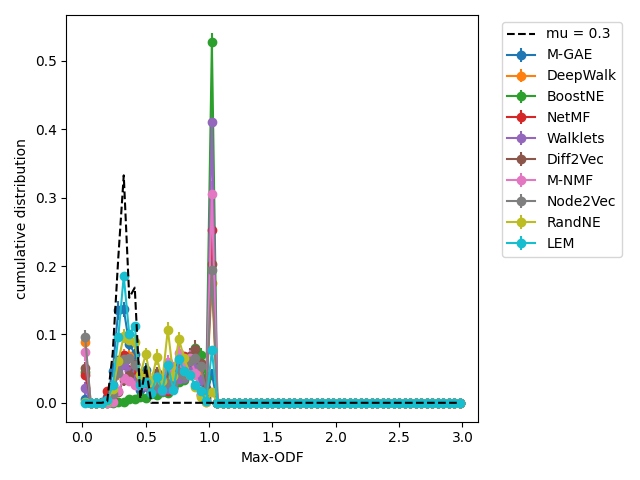 mu = 0.3
M-GAE
DeepWalk
BoostNE
NetMF
Walklets
Diff2Vec
M-NMF
Node2Vec
RandNE
LEM
cumulative distribution
0.5
0.4
0.3
0.2
0.1
0.0
0.0 0.5 1.0 1.5 2.0 2.5 3.0
Max-ODF